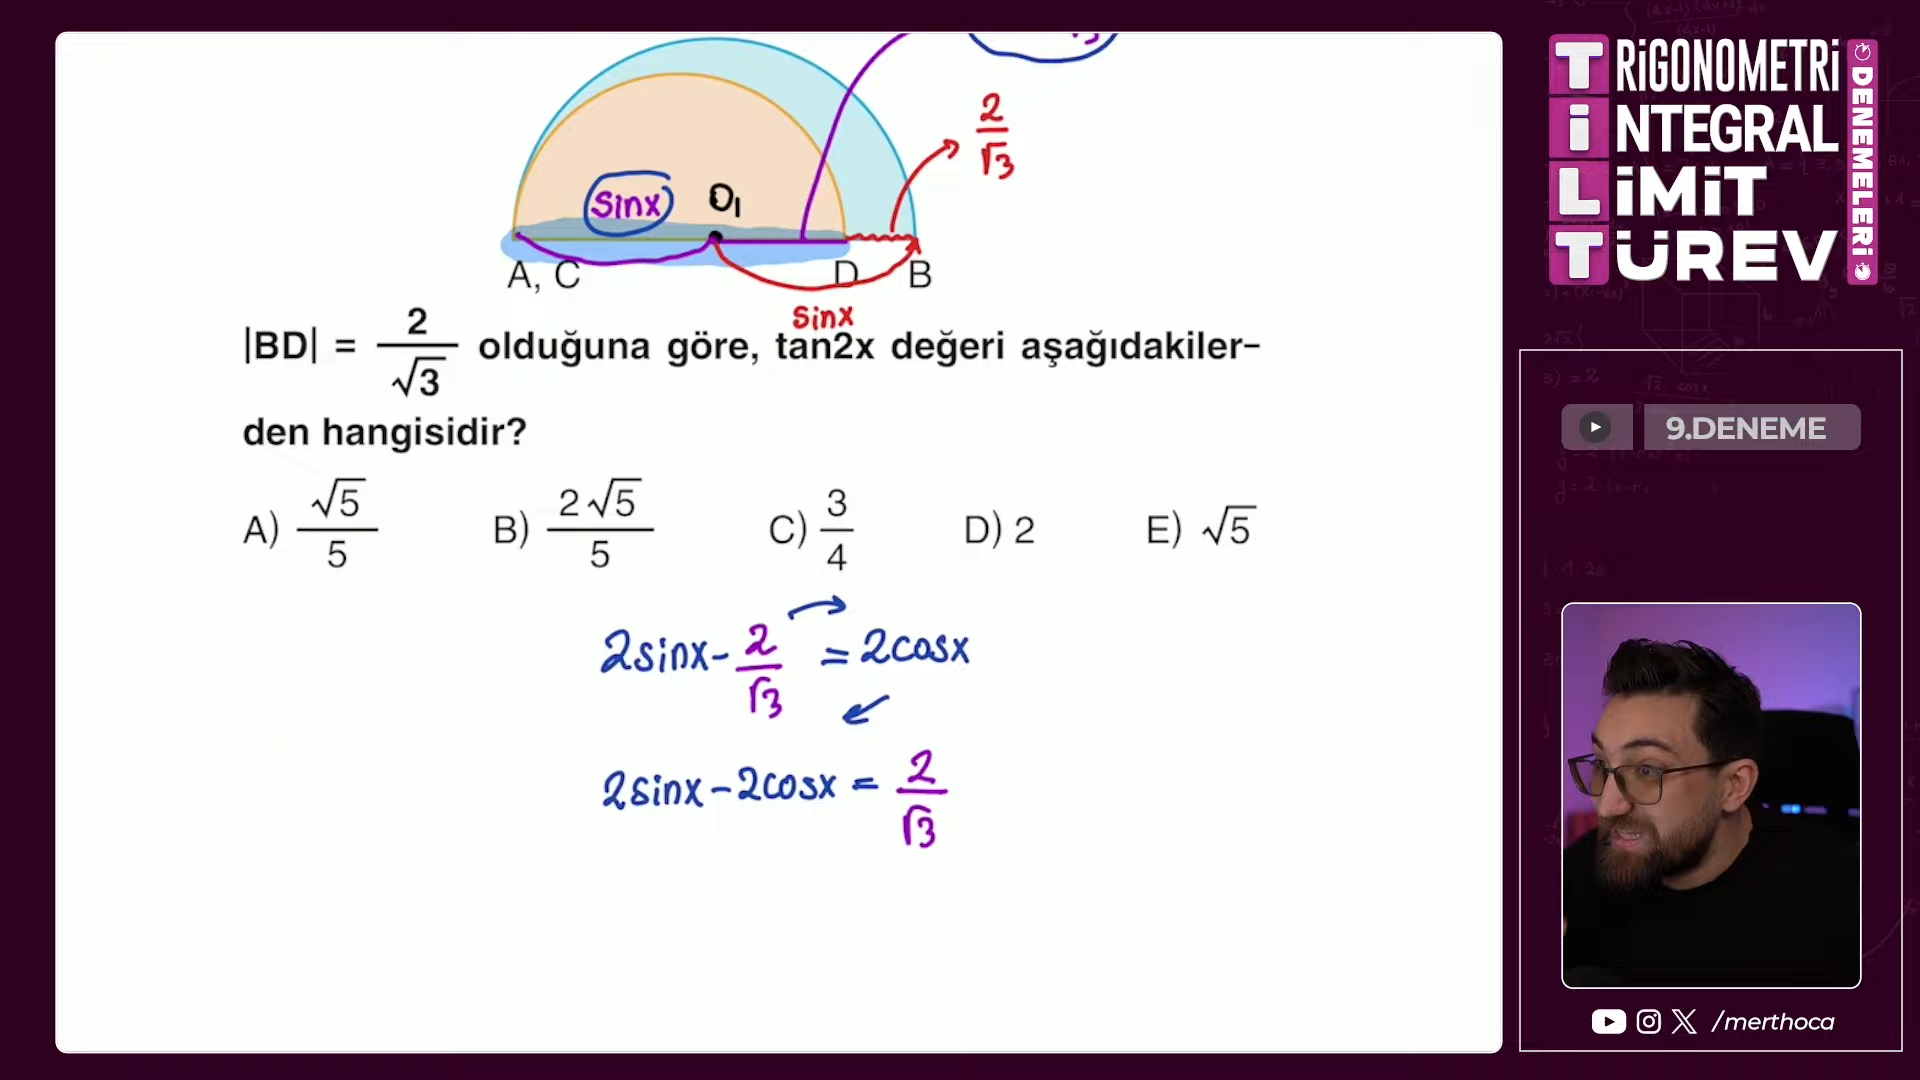 TRiGONOMETRi
iNTEGRAL
LiMiT
TÜREV
DENEMELERİ
2
√3
sinx O₁
A, C D B
sinx
|BD| = 2/√3 olduğuna göre, tan2x değeri aşağıdakiler-
den hangisidir?
A) √5/5 B) 2√5/5 C) 3/4 D) 2 E) √5
2sinx - 2/√3 = 2cosx
2sinx - 2cosx = 2/√3
9.DENEME
/merthoca